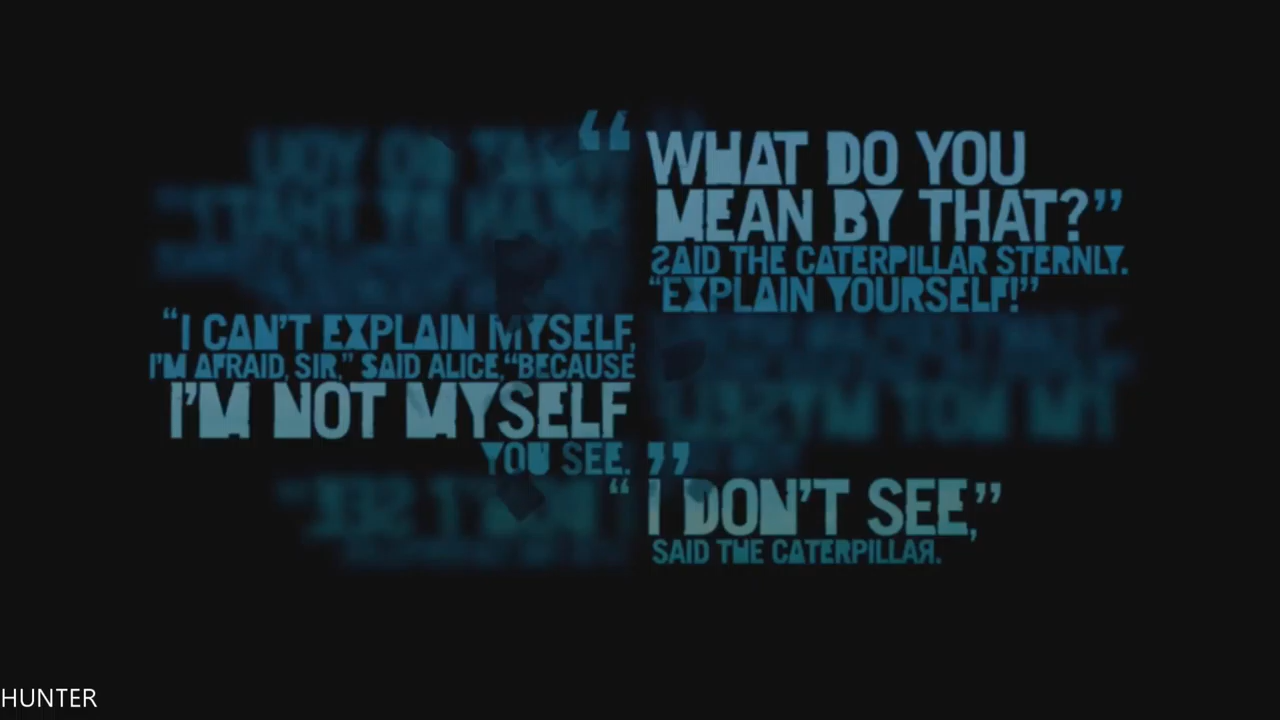 “WHAT DO YOU
MEAN BY THAT?”
SAID THE CATERPILLAR STERNLY.
“EXPLAIN YOURSELF!”
“I CAN’T EXPLAIN MYSELF,
I’M AFRAID, SIR,” SAID ALICE, “BECAUSE
I’M NOT MYSELF
YOU SEE.”
“I DON’T SEE,”
SAID THE CATERPILLAR.
HUNTER